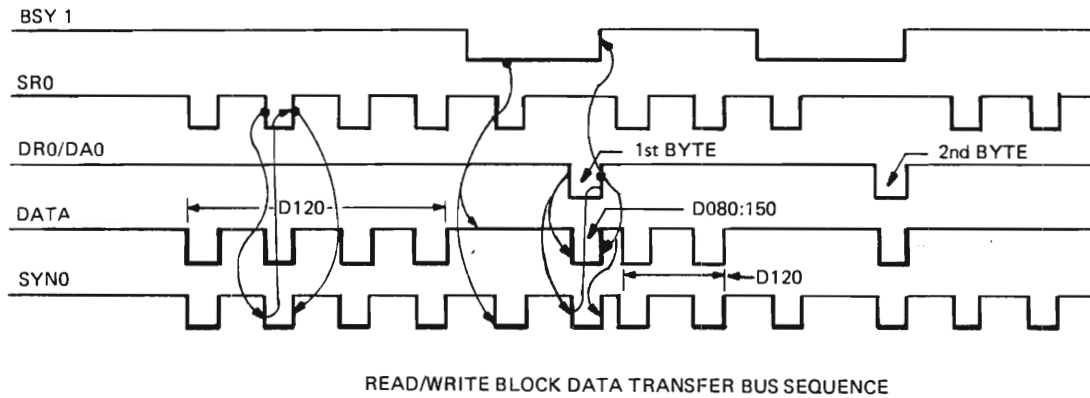 BSY 1
SR0
DR0/DA0
1st BYTE
2nd BYTE
DATA
D120
D080:150
SYN0
D120
READ/WRITE BLOCK DATA TRANSFER BUS SEQUENCE